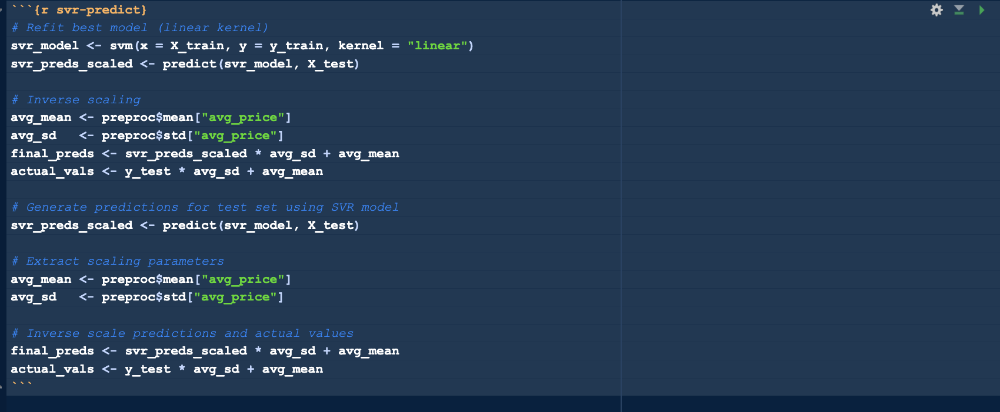 ```{r svr-predict}
# Refit best model (linear kernel)
svr_model <- svm(x = X_train, y = y_train, kernel = "linear")
svr_preds_scaled <- predict(svr_model, X_test)
# Inverse scaling
avg_mean <- preproc$mean["avg_price"]
avg_sd   <- preproc$std["avg_price"]
final_preds <- svr_preds_scaled * avg_sd + avg_mean
actual_vals <- y_test * avg_sd + avg_mean
# Generate predictions for test set using SVR model
svr_preds_scaled <- predict(svr_model, X_test)
# Extract scaling parameters
avg_mean <- preproc$mean["avg_price"]
avg_sd   <- preproc$std["avg_price"]
# Inverse scale predictions and actual values
final_preds <- svr_preds_scaled * avg_sd + avg_mean
actual_vals <- y_test * avg_sd + avg_mean
```